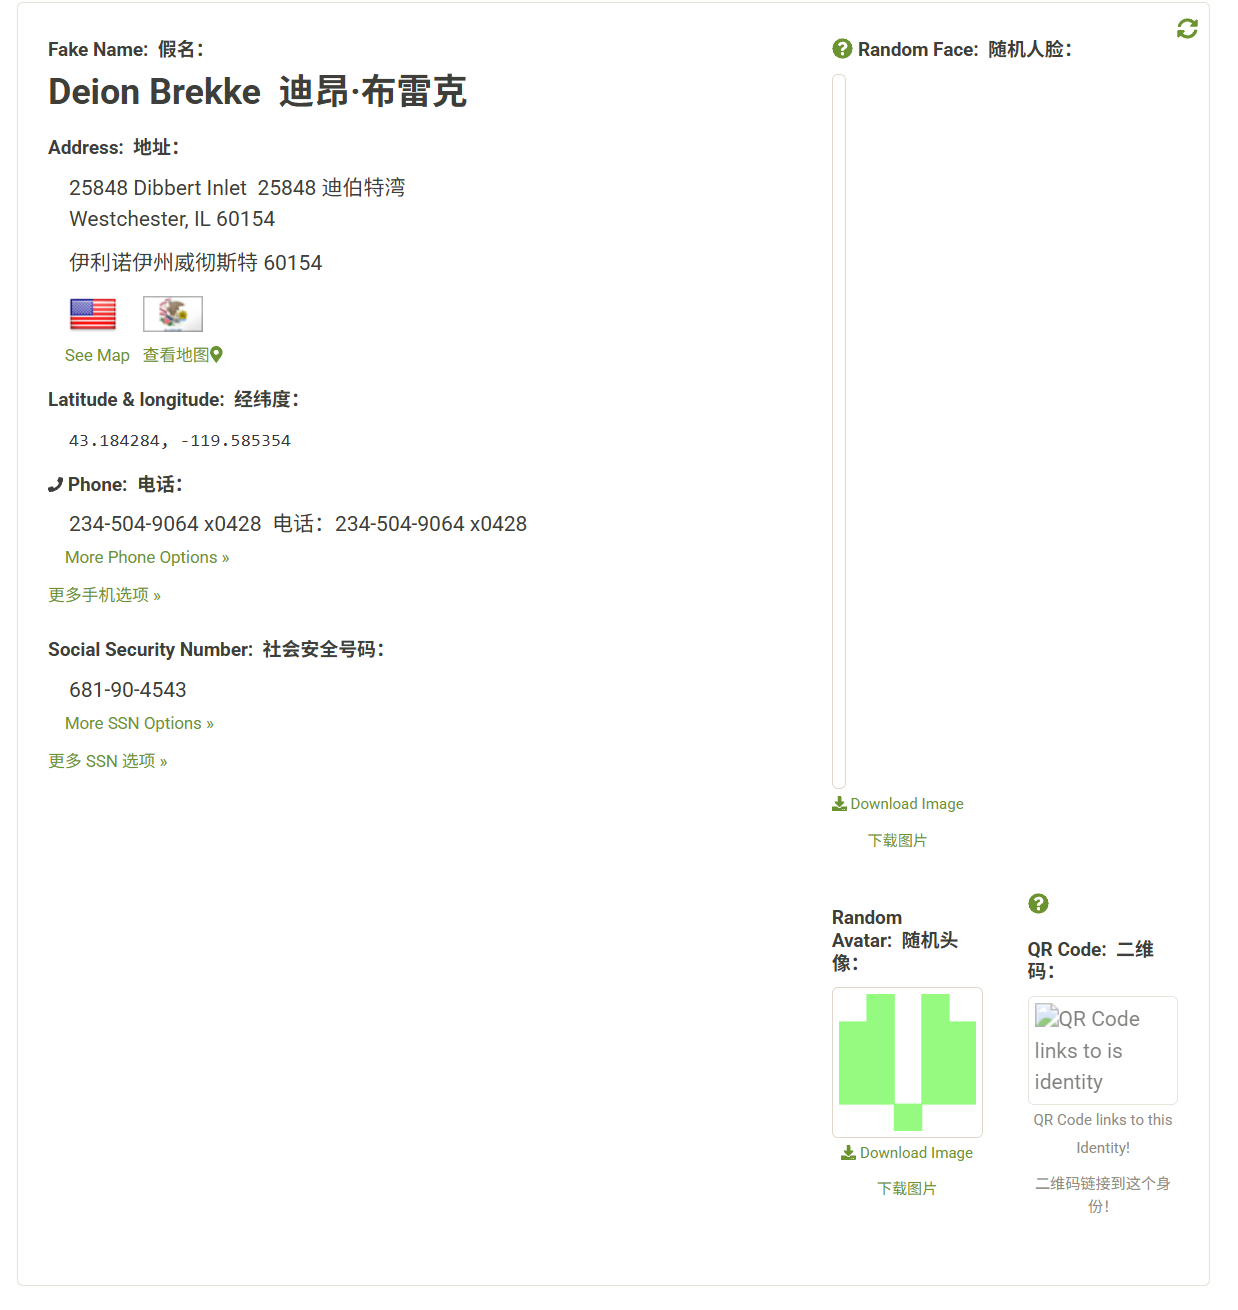 Fake Name: 假名：
Deion Brekke 迪昂·布雷克
Address: 地址：
25848 Dibbert Inlet 25848 迪伯特湾
Westchester, IL 60154
伊利诺伊州威彻斯特 60154
See Map 查看地图
Latitude & longitude: 经纬度：
43.184284, -119.585354
Phone: 电话：
234-504-9064 x0428 电话：234-504-9064 x0428
More Phone Options »
更多手机选项 »
Social Security Number: 社会安全号码：
681-90-4543
More SSN Options »
更多 SSN 选项 »
Random Face: 随机人脸：
Download Image
下载图片
Random
Avatar: 随机头
像：
Download Image
下载图片
QR Code: 二维
码：
QR Code
links to is
identity
QR Code links to this
Identity!
二维码链接到这个身
份！